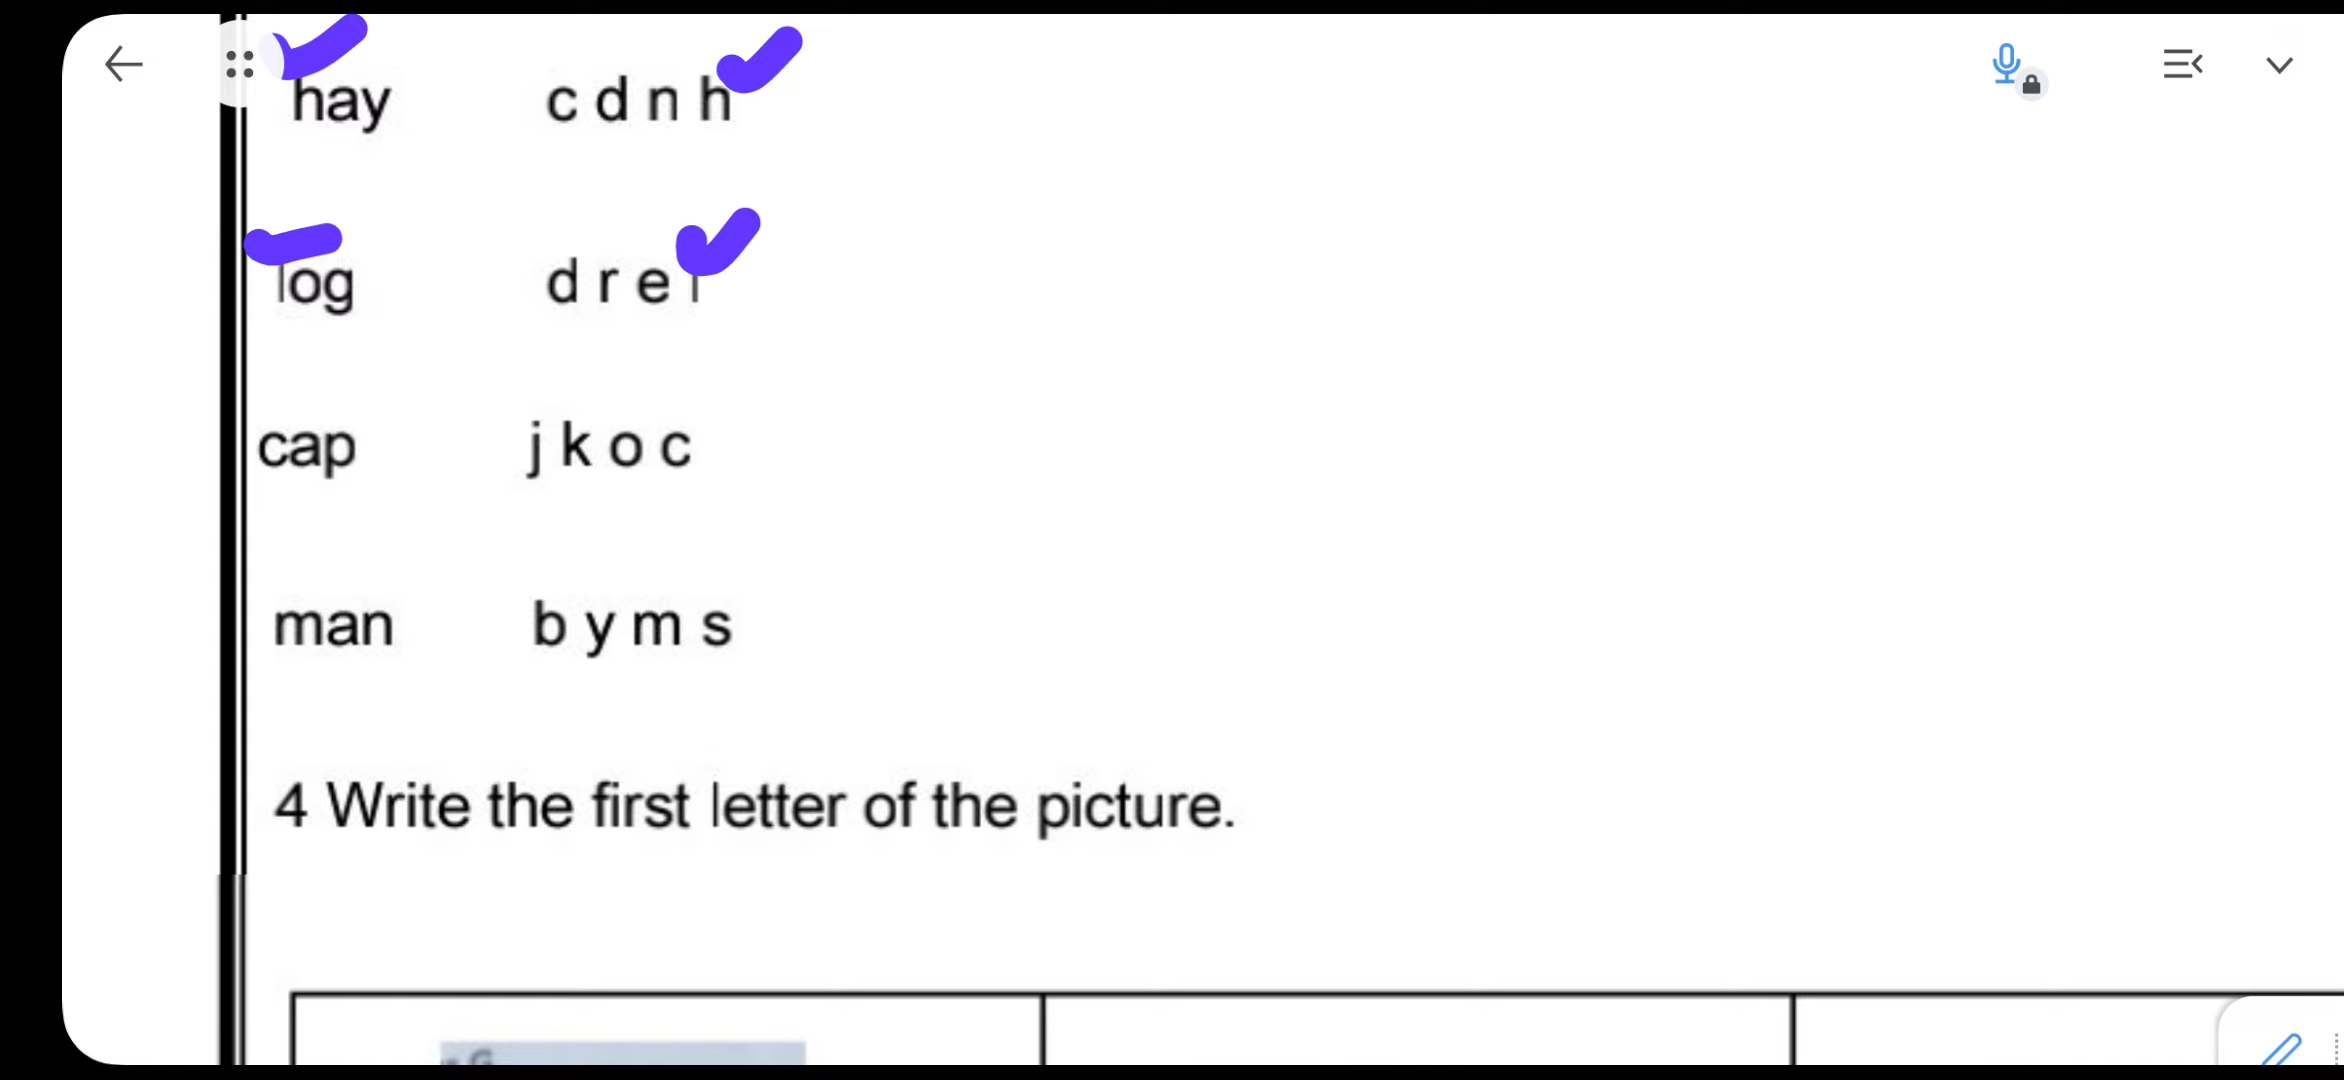 hay c d n h
log d r e l
cap j k o c
man b y m s
4 Write the first letter of the picture.
G